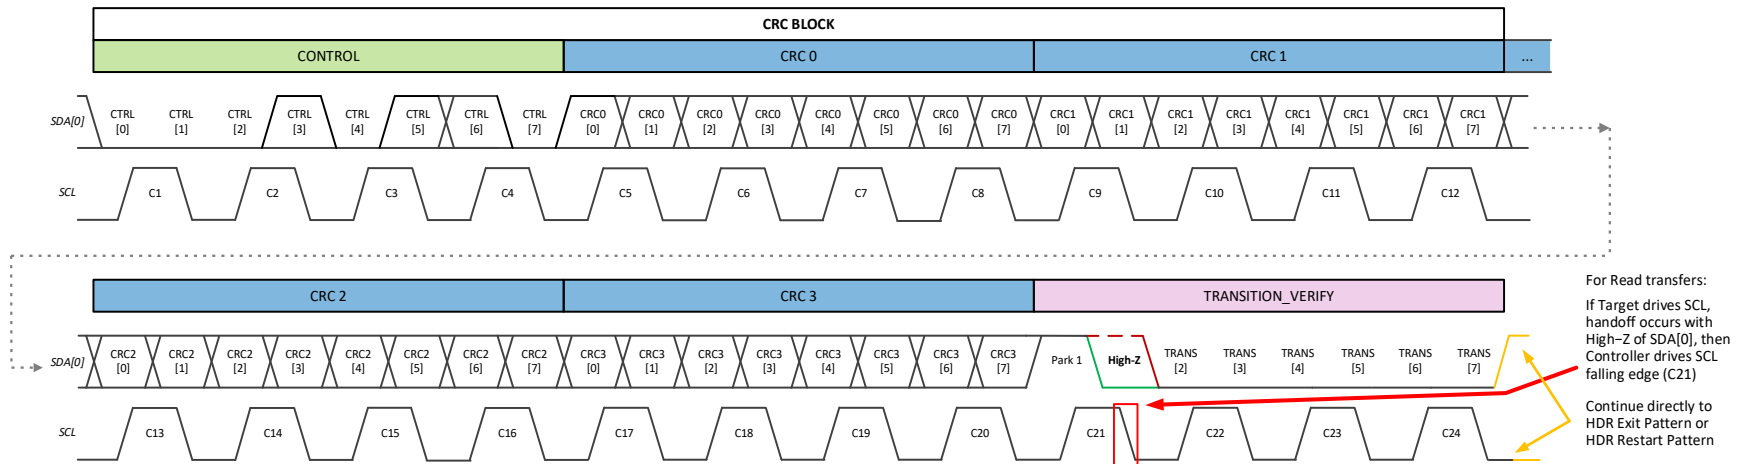 CRC BLOCK
CONTROL CRC 0 CRC 1 ...
SDA[0] CTRL [0] CTRL [1] CTRL [2] CTRL [3] CTRL [4] CTRL [5] CTRL [6] CTRL [7] CRC0 [0] CRC0 [1] CRC0 [2] CRC0 [3] CRC0 [4] CRC0 [5] CRC0 [6] CRC0 [7] CRC1 [0] CRC1 [1] CRC1 [2] CRC1 [3] CRC1 [4] CRC1 [5] CRC1 [6] CRC1 [7]
SCL C1 C2 C3 C4 C5 C6 C7 C8 C9 C10 C11 C12
CRC 2 CRC 3 TRANSITION_VERIFY
SDA[0] CRC2 [0] CRC2 [1] CRC2 [2] CRC2 [3] CRC2 [4] CRC2 [5] CRC2 [6] CRC2 [7] CRC3 [0] CRC3 [1] CRC3 [2] CRC3 [3] CRC3 [4] CRC3 [5] CRC3 [6] CRC3 [7] Park 1 High-Z TRANS [2] TRANS [3] TRANS [4] TRANS [5] TRANS [6] TRANS [7]
SCL C13 C14 C15 C16 C17 C18 C19 C20 C21 C22 C23 C24
For Read transfers:
If Target drives SCL,
handoff occurs with
High−Z of SDA[0], then
Controller drives SCL
falling edge (C21)
Continue directly to
HDR Exit Pattern or
HDR Restart Pattern